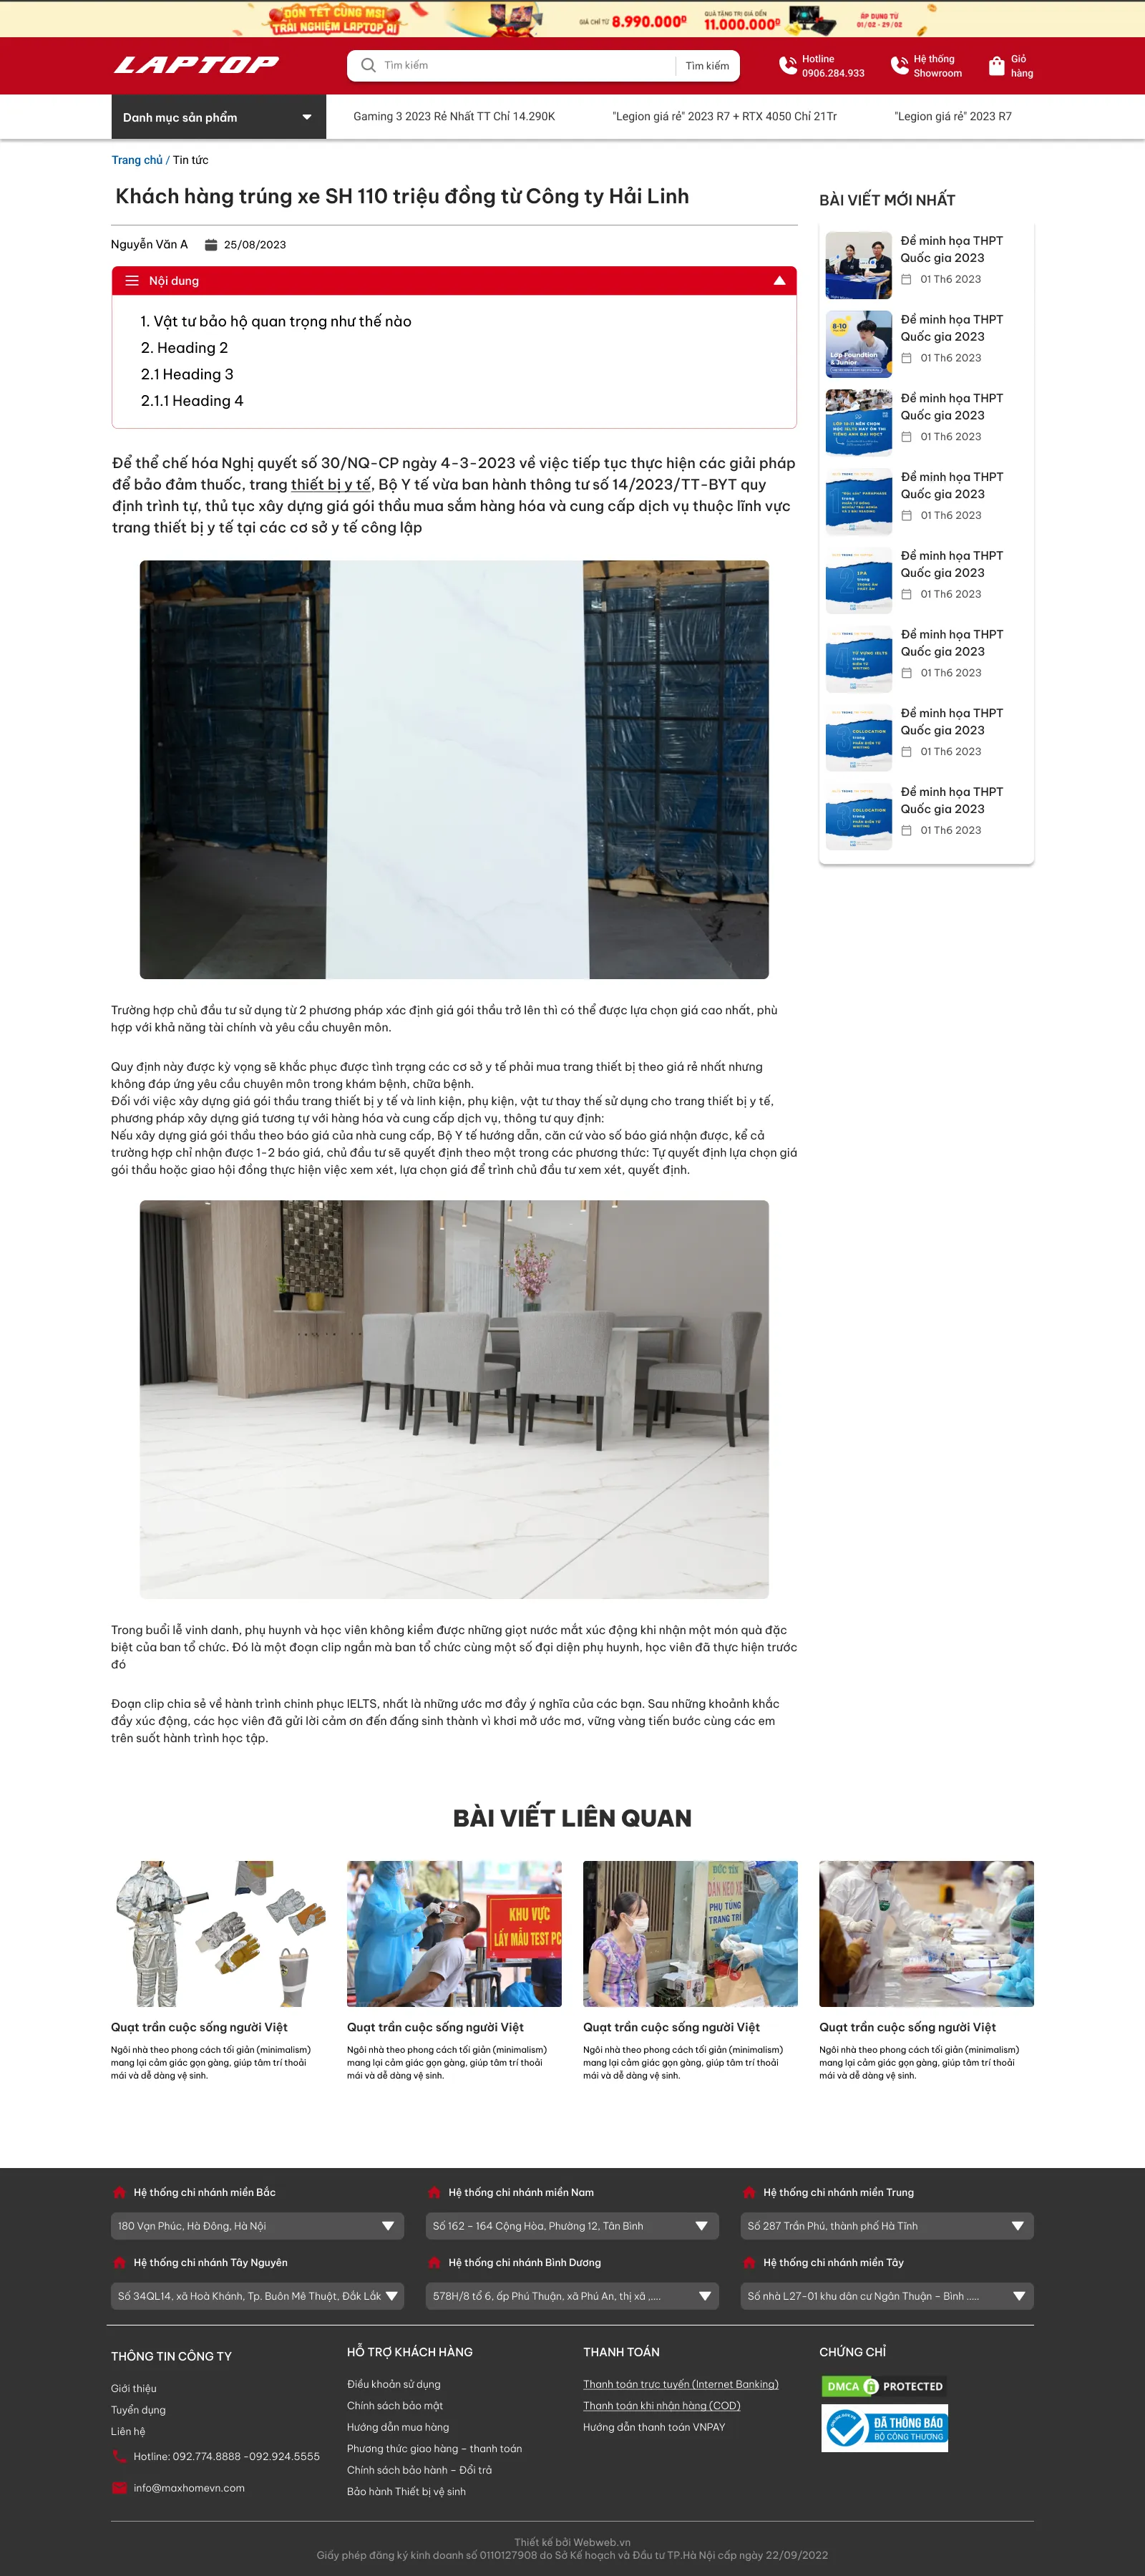 ĐÓN TẾT CÙNG MSI
TRẢI NGHIỆM LAPTOP AI
GIÁ CHỈ TỪ 8.990.000Đ
QUÀ TẶNG TRỊ GIÁ ĐẾN
11.000.000Đ
ÁP DỤNG TỪ
01/02 - 29/02
LAPTOP
Tìm kiếm
Tìm kiếm
Hotline
0906.284.933
Hệ thống
Showroom
Giỏ
hàng
Danh mục sản phẩm
Gaming 3 2023 Rẻ Nhất TT Chỉ 14.290K
"Legion giá rẻ" 2023 R7 + RTX 4050 Chỉ 21Tr
"Legion giá rẻ" 2023 R7
Trang chủ / Tin tức
Khách hàng trúng xe SH 110 triệu đồng từ Công ty Hải Linh
Nguyễn Văn A
25/08/2023
Nội dung
1. Vật tư bảo hộ quan trọng như thế nào
2. Heading 2
2.1 Heading 3
2.1.1 Heading 4
Để thể chế hóa Nghị quyết số 30/NQ-CP ngày 4-3-2023 về việc tiếp tục thực hiện các giải pháp
để bảo đảm thuốc, trang thiết bị y tế, Bộ Y tế vừa ban hành thông tư số 14/2023/TT-BYT quy
định trình tự, thủ tục xây dựng giá gói thầu mua sắm hàng hóa và cung cấp dịch vụ thuộc lĩnh vực
trang thiết bị y tế tại các cơ sở y tế công lập
Trường hợp chủ đầu tư sử dụng từ 2 phương pháp xác định giá gói thầu trở lên thì có thể được lựa chọn giá cao nhất, phù
hợp với khả năng tài chính và yêu cầu chuyên môn.
Quy định này được kỳ vọng sẽ khắc phục được tình trạng các cơ sở y tế phải mua trang thiết bị theo giá rẻ nhất nhưng
không đáp ứng yêu cầu chuyên môn trong khám bệnh, chữa bệnh.
Đối với việc xây dựng giá gói thầu trang thiết bị y tế và linh kiện, phụ kiện, vật tư thay thế sử dụng cho trang thiết bị y tế,
phương pháp xây dựng giá tương tự với hàng hóa và cung cấp dịch vụ, thông tư quy định:
Nếu xây dựng giá gói thầu theo báo giá của nhà cung cấp, Bộ Y tế hướng dẫn, căn cứ vào số báo giá nhận được, kể cả
trường hợp chỉ nhận được 1-2 báo giá, chủ đầu tư sẽ quyết định theo một trong các phương thức: Tự quyết định lựa chọn giá
gói thầu hoặc giao hội đồng thực hiện việc xem xét, lựa chọn giá để trình chủ đầu tư xem xét, quyết định.
Trong buổi lễ vinh danh, phụ huynh và học viên không kiềm được những giọt nước mắt xúc động khi nhận một món quà đặc
biệt của ban tổ chức. Đó là một đoạn clip ngắn mà ban tổ chức cùng một số đại diện phụ huynh, học viên đã thực hiện trước
đó
Đoạn clip chia sẻ về hành trình chinh phục IELTS, nhất là những ước mơ đầy ý nghĩa của các bạn. Sau những khoảnh khắc
đầy xúc động, các học viên đã gửi lời cảm ơn đến đấng sinh thành vì khơi mở ước mơ, vững vàng tiến bước cùng các em
trên suốt hành trình học tập.
BÀI VIẾT MỚI NHẤT
Đề minh họa THPT
Quốc gia 2023
01 Th6 2023
8-10
Lớp Foundtion
& Junior
Đề minh họa THPT
Quốc gia 2023
01 Th6 2023
LỚP 10-11 NÊN CHỌN
HỌC IELTS HAY ÔN THI
TIẾNG ANH ĐẠI HỌC?
Đề minh họa THPT
Quốc gia 2023
01 Th6 2023
Đề minh họa THPT
Quốc gia 2023
01 Th6 2023
2
Đề minh họa THPT
Quốc gia 2023
01 Th6 2023
TỪ VỰNG IELTS
trong
WRITING
Đề minh họa THPT
Quốc gia 2023
01 Th6 2023
COLLOCATION
trong
WRITING
Đề minh họa THPT
Quốc gia 2023
01 Th6 2023
COLLOCATION
trong
WRITING
Đề minh họa THPT
Quốc gia 2023
01 Th6 2023
BÀI VIẾT LIÊN QUAN
KHU VỰC
LẤY MẪU TEST PC
ĐỨC TÍN
DÁN KEO XE
PHỤ TÙNG
TRANG TRÍ
Quạt trần cuộc sống người Việt
Ngôi nhà theo phong cách tối giản (minimalism)
mang lại cảm giác gọn gàng, giúp tâm trí thoải
mái và dễ dàng vệ sinh.
Quạt trần cuộc sống người Việt
Ngôi nhà theo phong cách tối giản (minimalism)
mang lại cảm giác gọn gàng, giúp tâm trí thoải
mái và dễ dàng vệ sinh.
Quạt trần cuộc sống người Việt
Ngôi nhà theo phong cách tối giản (minimalism)
mang lại cảm giác gọn gàng, giúp tâm trí thoải
mái và dễ dàng vệ sinh.
Quạt trần cuộc sống người Việt
Ngôi nhà theo phong cách tối giản (minimalism)
mang lại cảm giác gọn gàng, giúp tâm trí thoải
mái và dễ dàng vệ sinh.
Hệ thống chi nhánh miền Bắc
180 Vạn Phúc, Hà Đông, Hà Nội
Hệ thống chi nhánh miền Nam
Số 162 – 164 Cộng Hòa, Phường 12, Tân Bình
Hệ thống chi nhánh miền Trung
Số 287 Trần Phú, thành phố Hà Tĩnh
Hệ thống chi nhánh Tây Nguyên
Số 34QL14, xã Hoà Khánh, Tp. Buôn Mê Thuột, Đắk Lắk
Hệ thống chi nhánh Bình Dương
578H/8 tổ 6, ấp Phú Thuận, xã Phú An, thị xã .....
Hệ thống chi nhánh miền Tây
Số nhà L27-01 khu dân cư Ngân Thuận – Bình .....
THÔNG TIN CÔNG TY
Giới thiệu
Tuyển dụng
Liên hệ
Hotline: 092.774.8888 -092.924.5555
info@maxhomevn.com
HỖ TRỢ KHÁCH HÀNG
Điều khoản sử dụng
Chính sách bảo mật
Hướng dẫn mua hàng
Phương thức giao hàng – thanh toán
Chính sách bảo hành – Đổi trả
Bảo hành Thiết bị vệ sinh
THANH TOÁN
Thanh toán trực tuyến (Internet Banking)
Thanh toán khi nhận hàng (COD)
Hướng dẫn thanh toán VNPAY
CHỨNG CHỈ
DMCA PROTECTED
ĐÃ THÔNG BÁO
BỘ CÔNG THƯƠNG
Thiết kế bởi Webweb.vn
Giấy phép đăng ký kinh doanh số 0110127908 do Sở Kế hoạch và Đầu tư TP.Hà Nội cấp ngày 22/09/2022